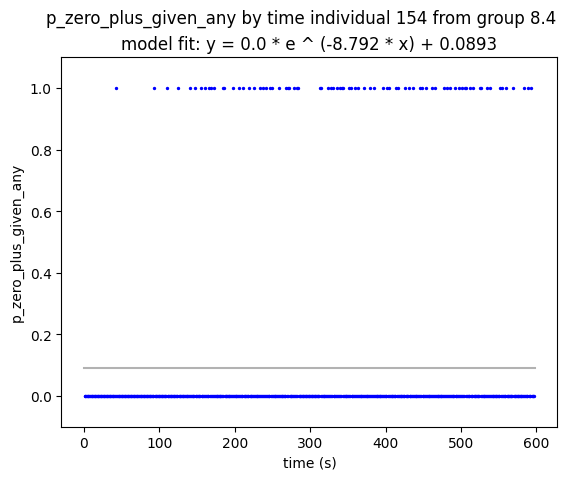 p_zero_plus_given_any by time individual 154 from group 8.4
model fit: y = 0.0 * e ^ (-8.792 * x) + 0.0893
1.0
0.8
0.6
0.4
0.2
0.0
p_zero_plus_given_any
0 100 200 300 400 500 600
time (s)